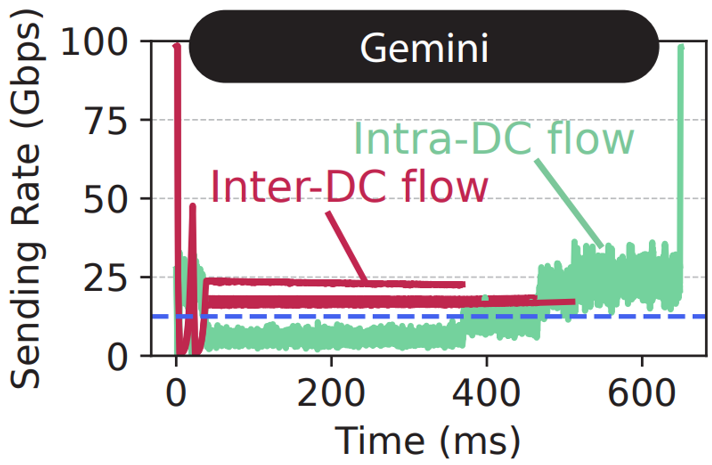 Gemini
Sending Rate (Gbps)
100
75
50
25
0
Intra-DC flow
Inter-DC flow
0 200 400 600
Time (ms)